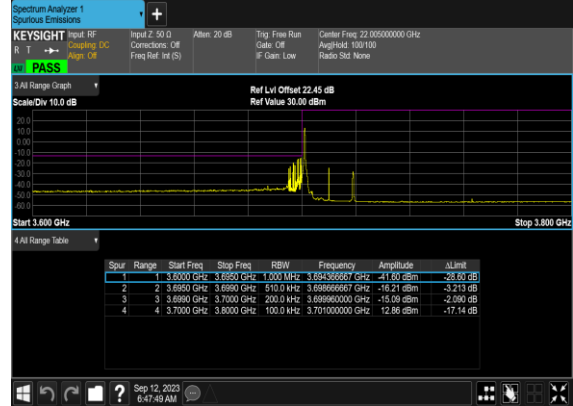 Spectrum Analyzer 1
Spurious Emissions
+
KEYSIGHT Input: RF Input Z: 50 Ω Atten: 20 dB Trig: Free Run Center Freq: 22.005000000 GHz
R T Coupling: DC Corrections: Off Gate: Off Avg|Hold: 100/100
Align: Off Freq Ref: Int (S) IF Gain: Low Radio Std: None
PASS
3 All Range Graph Ref Lvl Offset 22.45 dB
Scale/Div 10.0 dB Ref Value 30.00 dBm
20.0
10.0
0.00
-10.0
-20.0
-30.0
-40.0
-50.0
-60.0
Start 3.600 GHz Stop 3.800 GHz
4 All Range Table
Spur Range Start Freq Stop Freq RBW Frequency Amplitude ΔLimit
1 1 3.6000 GHz 3.6950 GHz 1.000 MHz 3.694366667 GHz -41.60 dBm -28.60 dB
2 2 3.6950 GHz 3.6990 GHz 510.0 kHz 3.698666667 GHz -16.21 dBm -3.213 dB
3 3 3.6990 GHz 3.7000 GHz 200.0 kHz 3.699960000 GHz -15.09 dBm -2.090 dB
4 4 3.7000 GHz 3.8000 GHz 100.0 kHz 3.701000000 GHz 12.86 dBm -17.14 dB
? Sep 12, 2023
6:47:49 AM